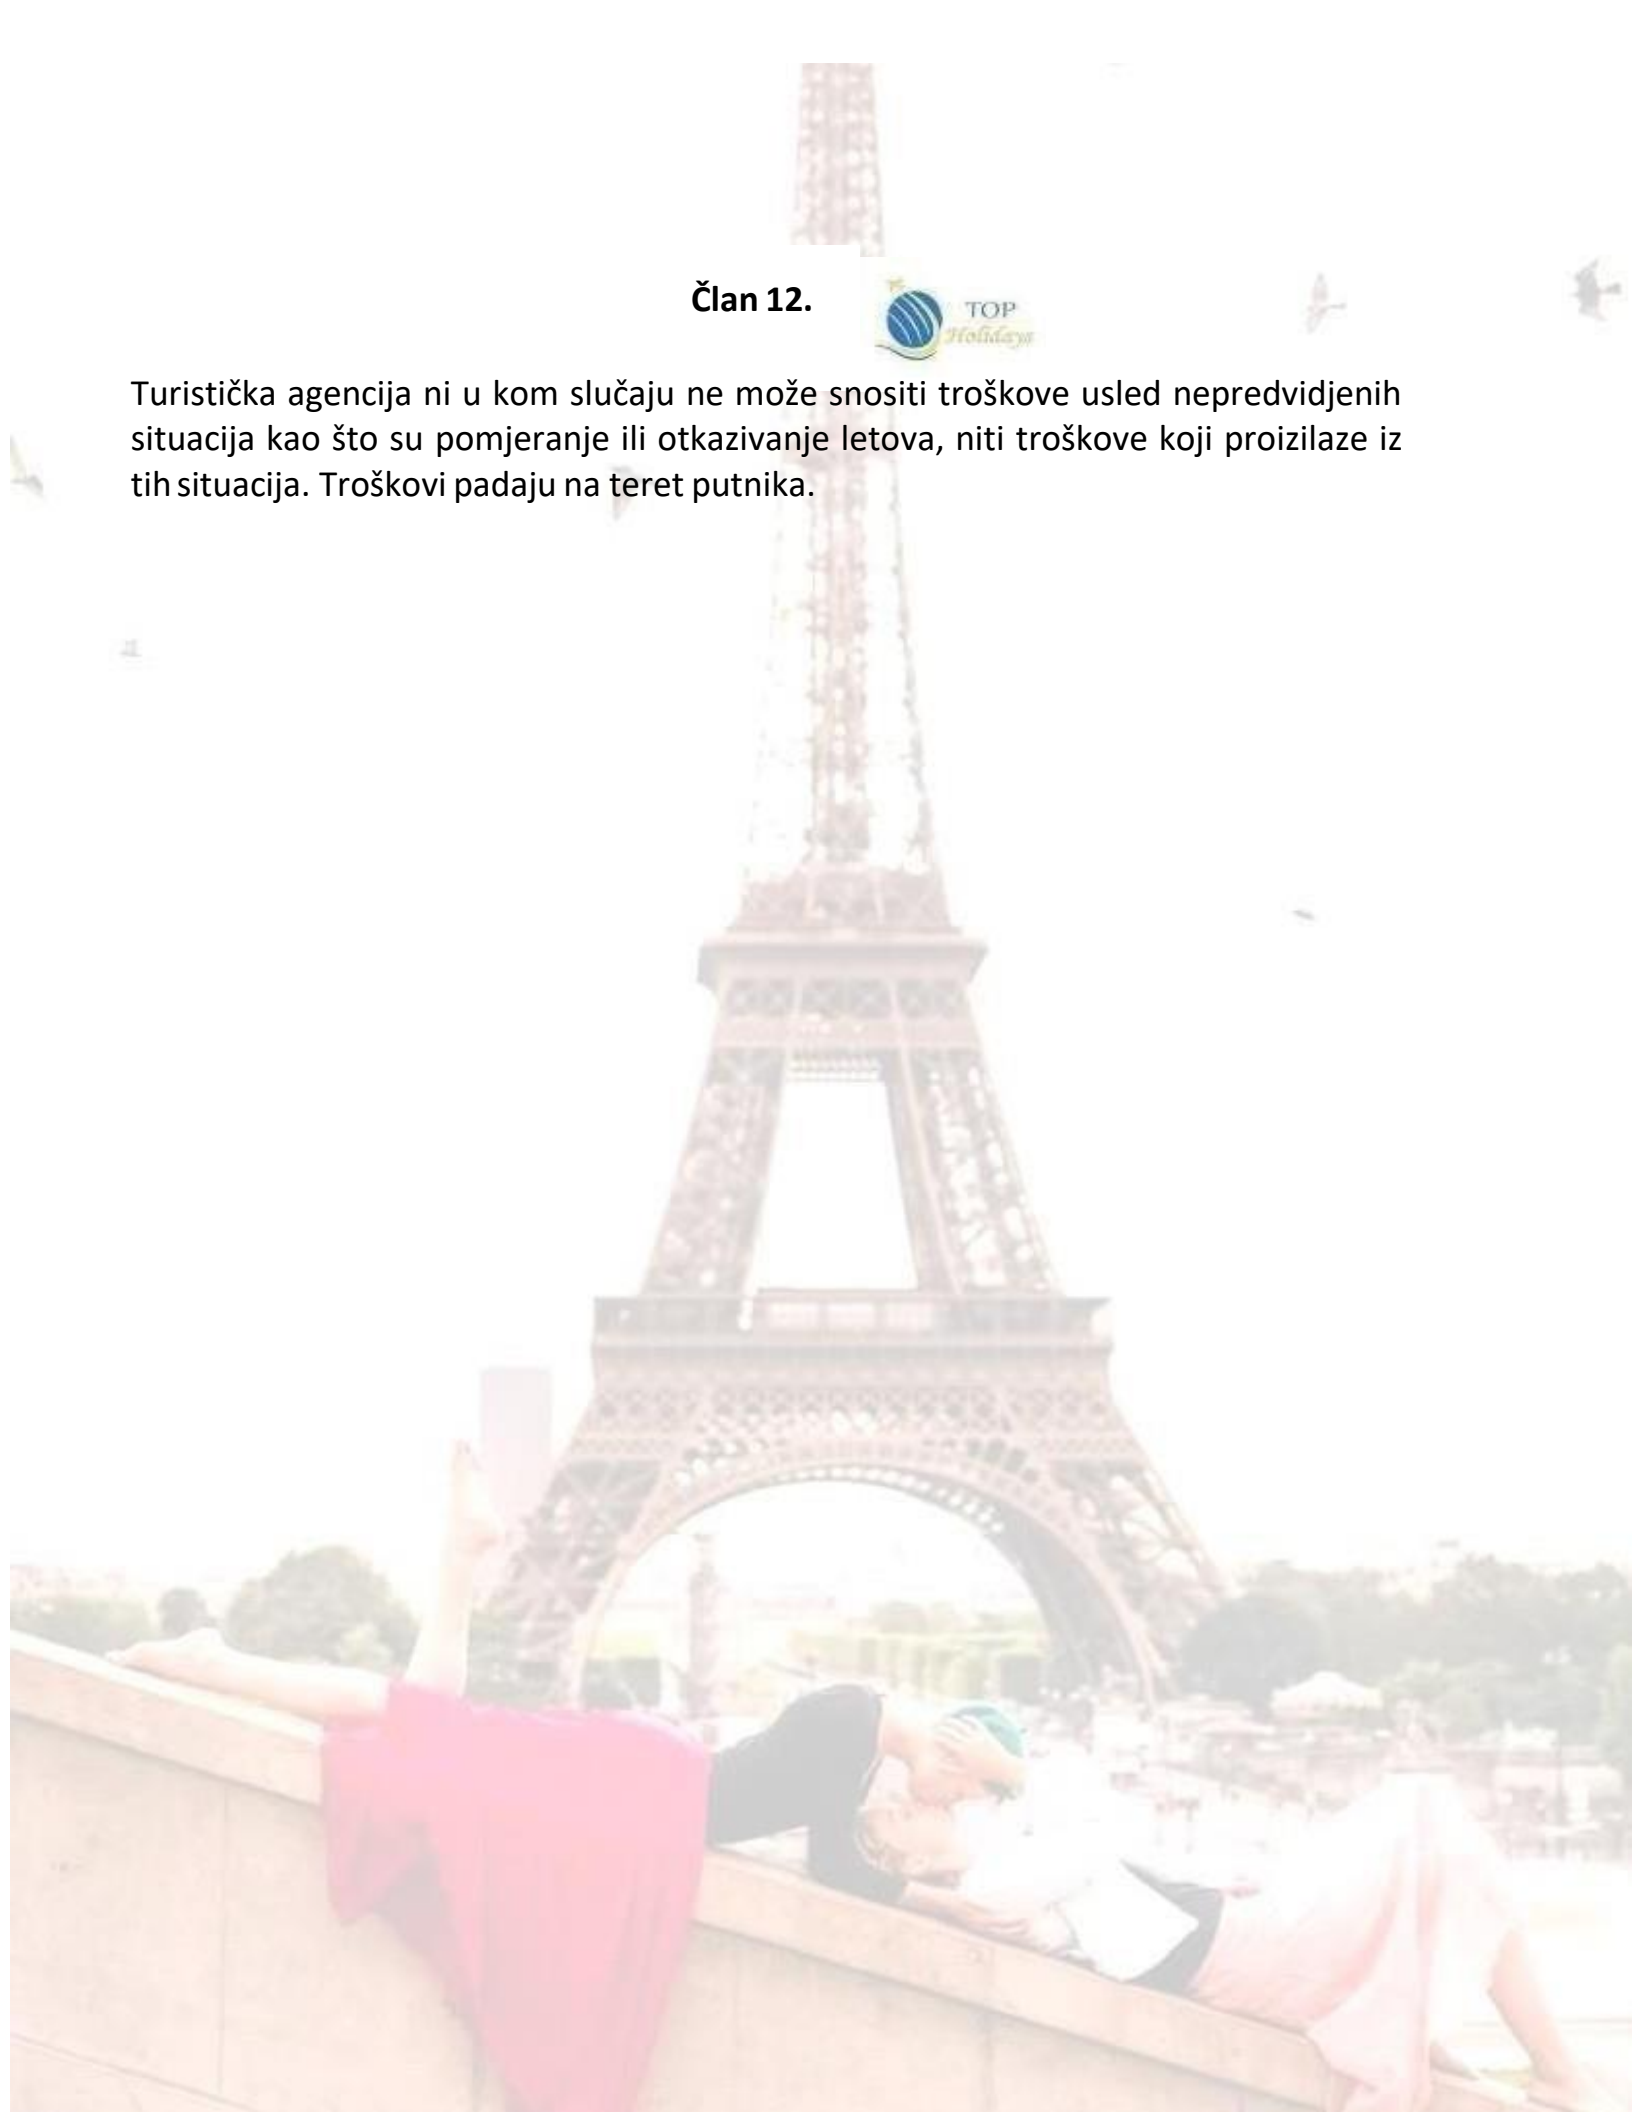 Član 12.
TOP
Holidays
Turistička agencija ni u kom slučaju ne može snositi troškove usled nepredvidjenih
situacija kao što su pomjeranje ili otkazivanje letova, niti troškove koji proizilaze iz
tih situacija. Troškovi padaju na teret putnika.